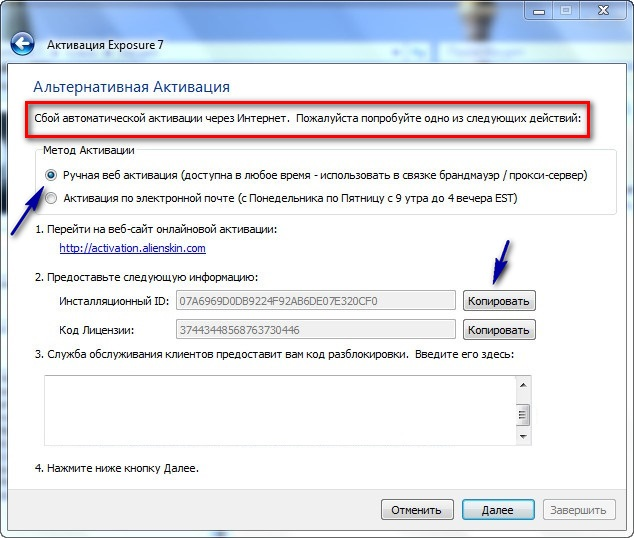 Активация Exposure 7
Альтернативная Активация
Сбой автоматической активации через Интернет. Пожалуйста попробуйте одно из следующих действий:
Метод Активации
Ручная веб активация (доступна в любое время - использовать в связке брандмауэр / прокси-сервер)
Активация по электронной почте (с Понедельника по Пятницу с 9 утра до 4 вечера EST)
1. Перейти на веб-сайт онлайновой активации:
http://activation.alienskin.com
2. Предоставьте следующую информацию:
Инсталляционный ID: 07A6969D0DB9224F92AB6DE07E320CF0 Копировать
Код Лицензии: 37443448568763730446 Копировать
3. Служба обслуживания клиентов предоставит вам код разблокировки. Введите его здесь:
4. Нажмите ниже кнопку Далее.
Отменить Далее Завершить